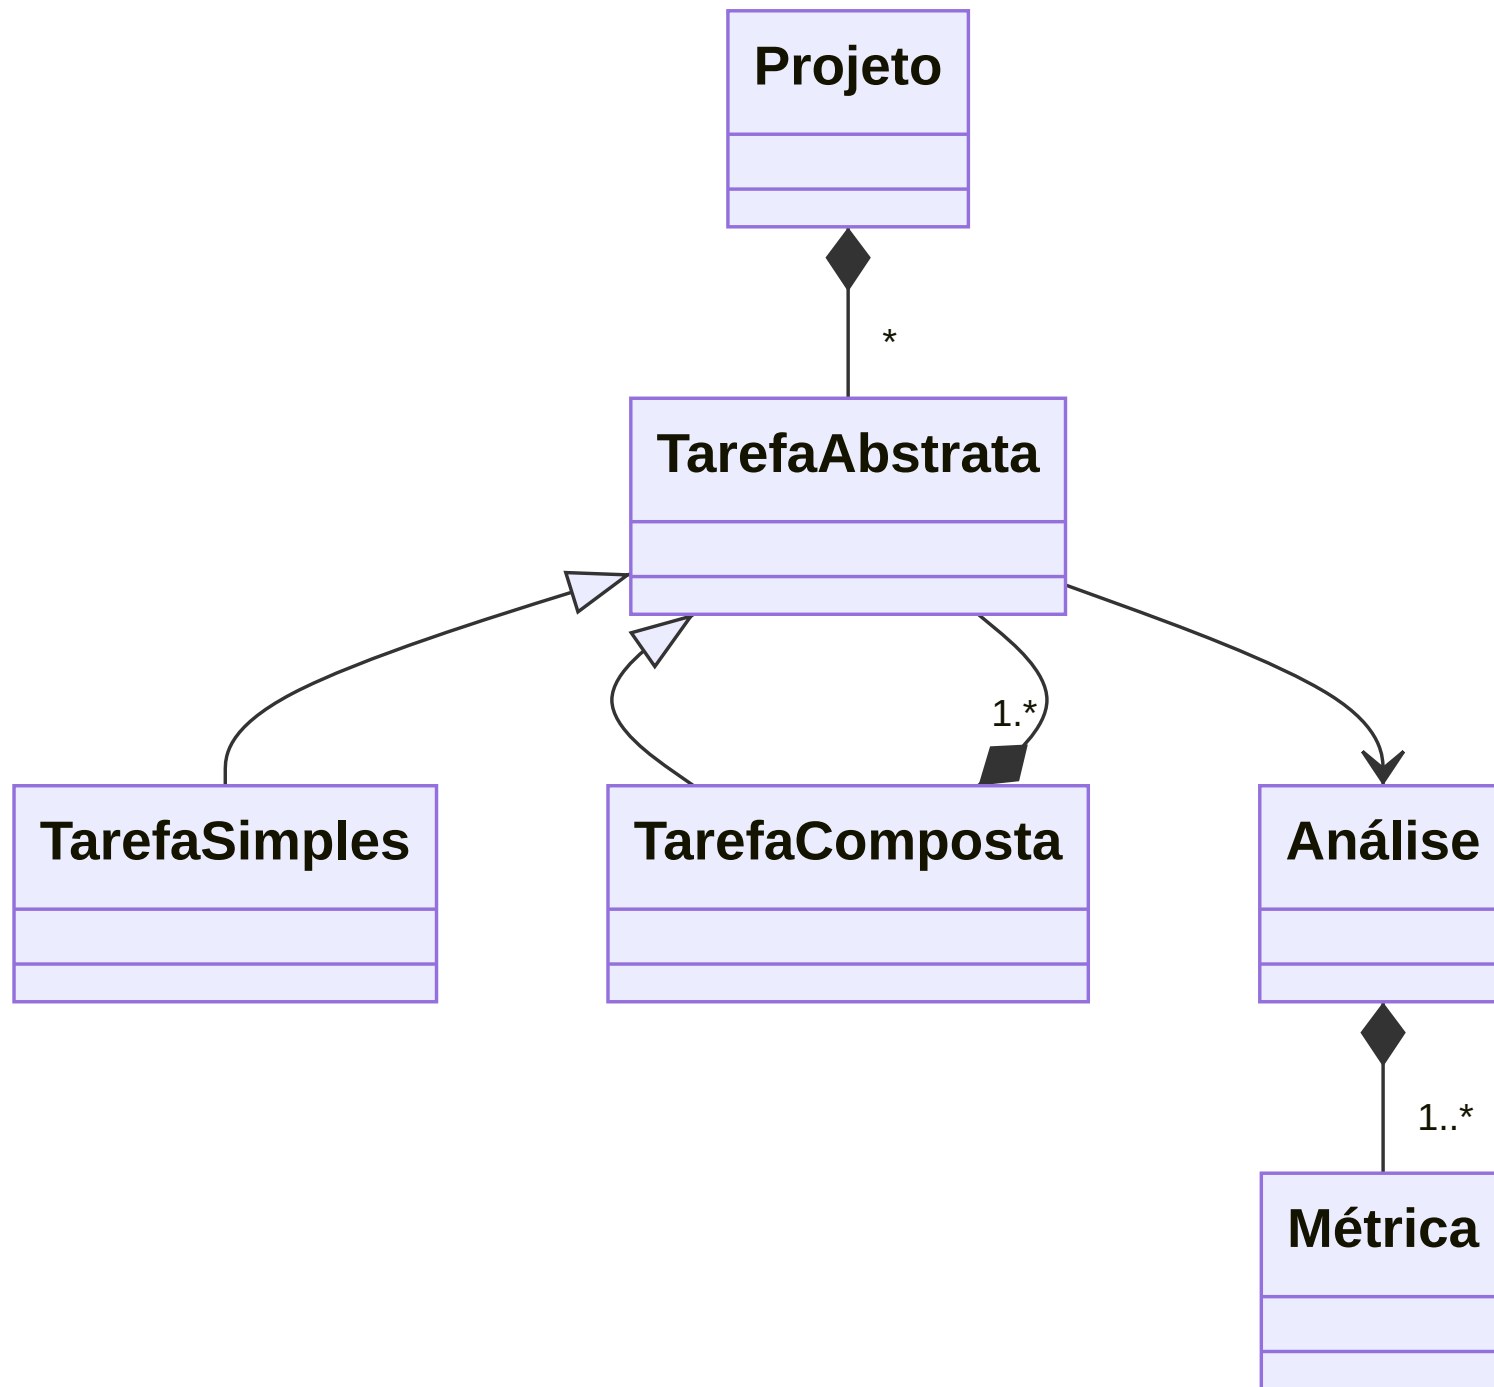 Projeto
*
TarefaAbstrata
1.*
TarefaSimples
TarefaComposta
Análise
1..*
Métrica